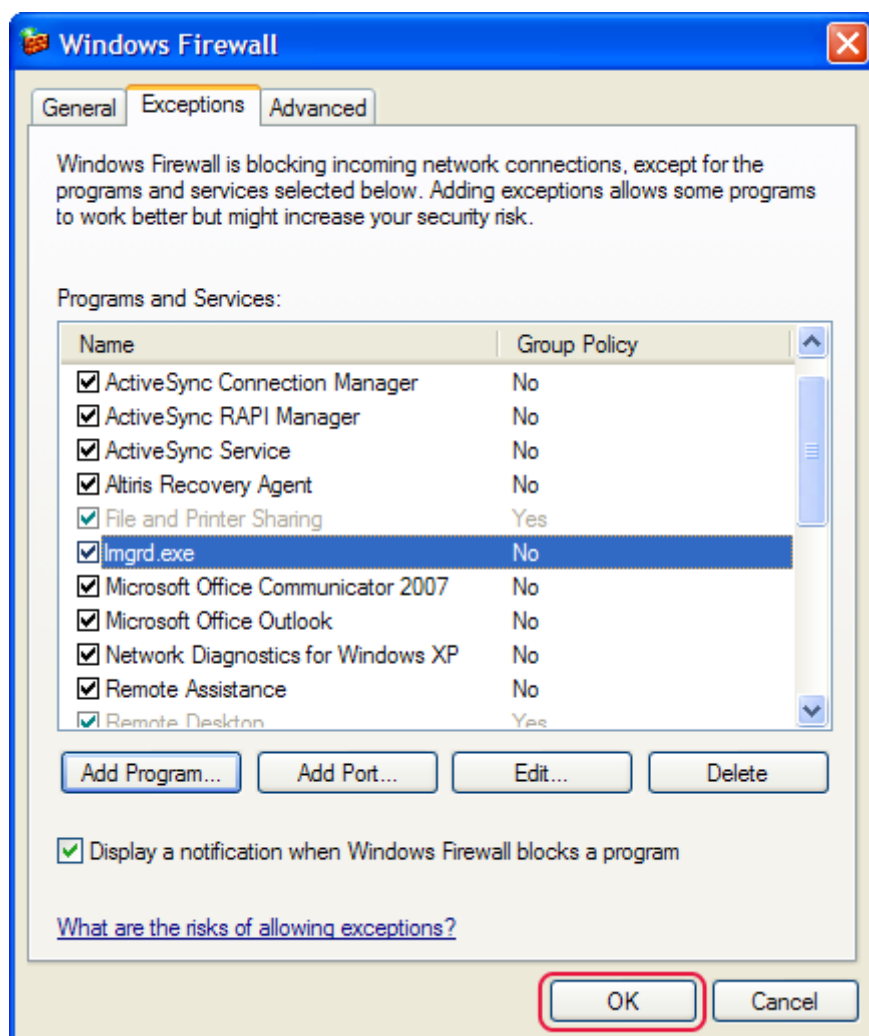 Windows Firewall
General Exceptions Advanced
Windows Firewall is blocking incoming network connections, except for the
programs and services selected below. Adding exceptions allows some programs
to work better but might increase your security risk.
Programs and Services:
Name Group Policy
ActiveSync Connection Manager No
ActiveSync RAPI Manager No
ActiveSync Service No
Altiris Recovery Agent No
File and Printer Sharing Yes
lmgrd.exe No
Microsoft Office Communicator 2007 No
Microsoft Office Outlook No
Network Diagnostics for Windows XP No
Remote Assistance No
Remote Desktop Yes
Add Program... Add Port... Edit... Delete
Display a notification when Windows Firewall blocks a program
What are the risks of allowing exceptions?
OK Cancel